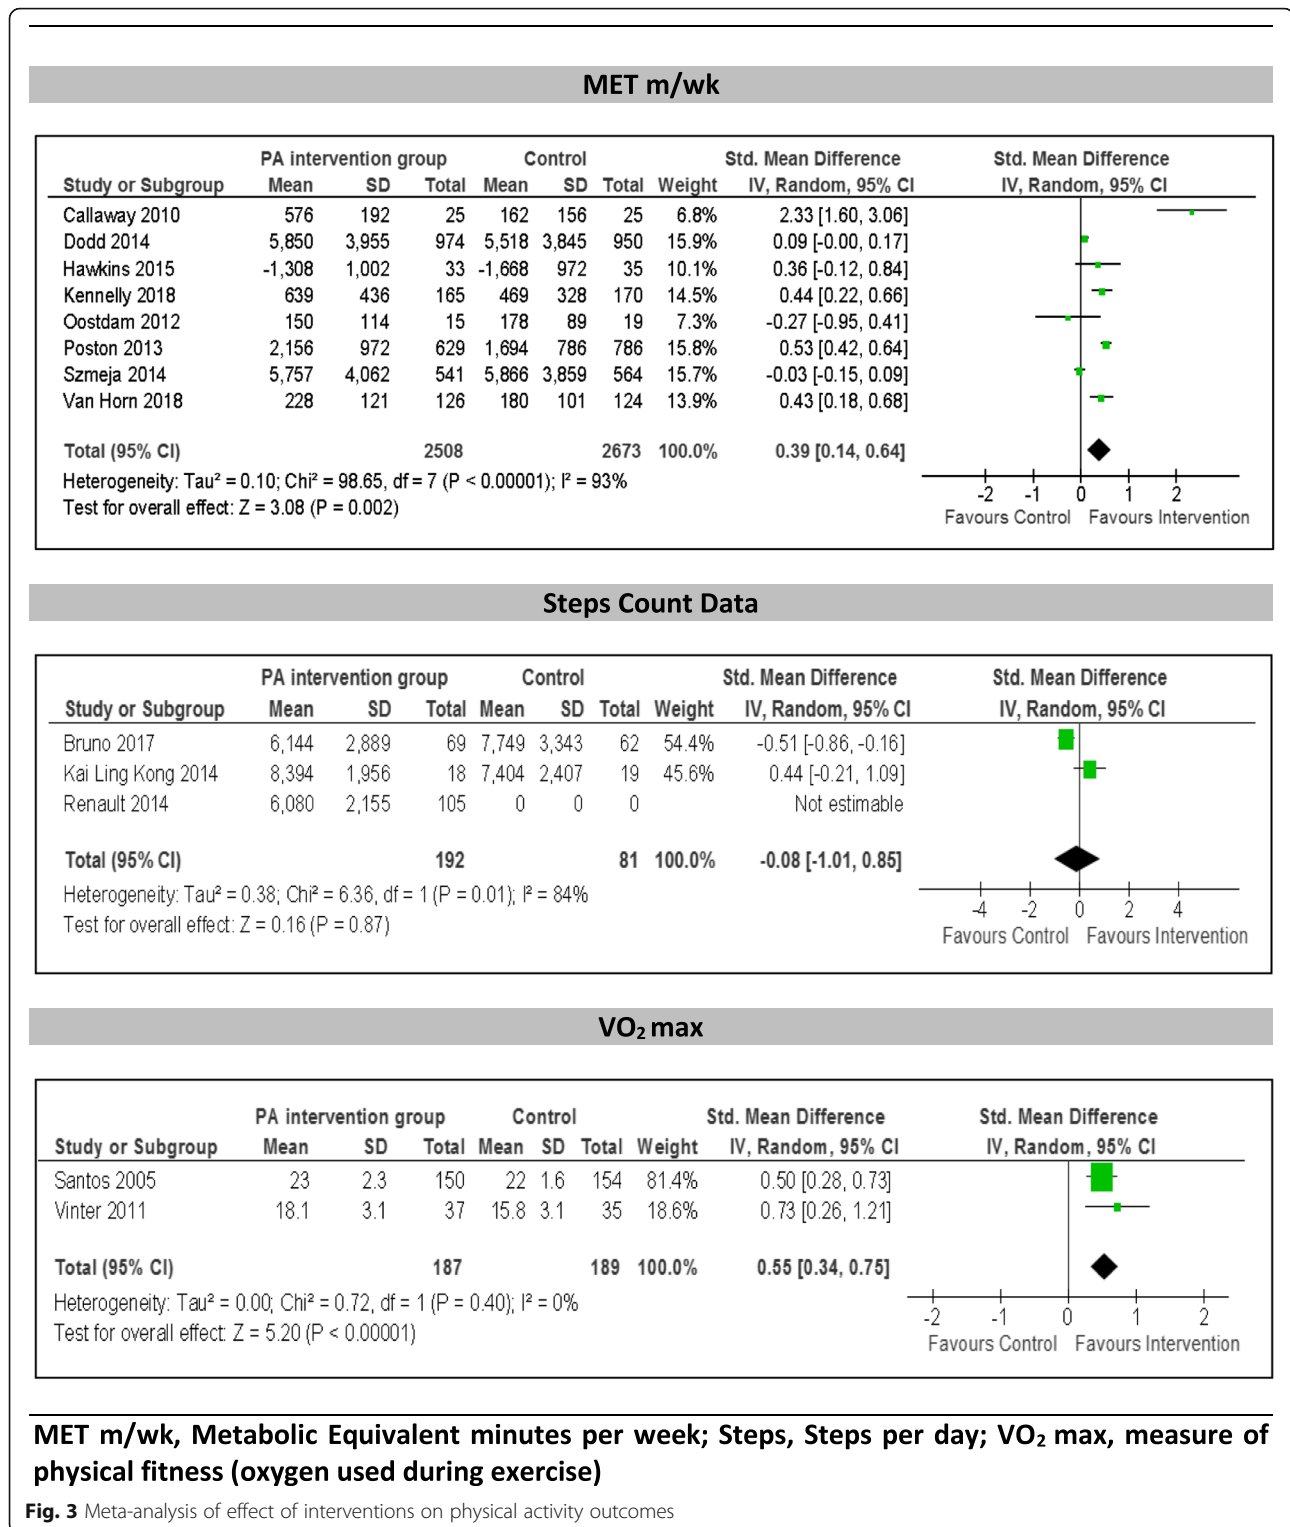 MET m/wk
PA intervention group Control Std. Mean Difference Std. Mean Difference
Study or Subgroup Mean SD Total Mean SD Total Weight IV, Random, 95% CI IV, Random, 95% CI
Callaway 2010 576 192 25 162 156 25 6.8% 2.33 [1.60, 3.06]
Dodd 2014 5,850 3,955 974 5,518 3,845 950 15.9% 0.09 [-0.00, 0.17]
Hawkins 2015 -1,308 1,002 33 -1,668 972 35 10.1% 0.36 [-0.12, 0.84]
Kennelly 2018 639 436 165 469 328 170 14.5% 0.44 [0.22, 0.66]
Oostdam 2012 150 114 15 178 89 19 7.3% -0.27 [-0.95, 0.41]
Poston 2013 2,156 972 629 1,694 786 786 15.8% 0.53 [0.42, 0.64]
Szmeja 2014 5,757 4,062 541 5,866 3,859 564 15.7% -0.03 [-0.15, 0.09]
Van Horn 2018 228 121 126 180 101 124 13.9% 0.43 [0.18, 0.68]
Total (95% CI) 2508 2673 100.0% 0.39 [0.14, 0.64]
Heterogeneity: Tau² = 0.10; Chi² = 98.65, df = 7 (P < 0.00001); I² = 93%
Test for overall effect: Z = 3.08 (P = 0.002)
-2 -1 0 1 2
Favours Control Favours Intervention
Steps Count Data
PA intervention group Control Std. Mean Difference Std. Mean Difference
Study or Subgroup Mean SD Total Mean SD Total Weight IV, Random, 95% CI IV, Random, 95% CI
Bruno 2017 6,144 2,889 69 7,749 3,343 62 54.4% -0.51 [-0.86, -0.16]
Kai Ling Kong 2014 8,394 1,956 18 7,404 2,407 19 45.6% 0.44 [-0.21, 1.09]
Renault 2014 6,080 2,155 105 0 0 0 Not estimable
Total (95% CI) 192 81 100.0% -0.08 [-1.01, 0.85]
Heterogeneity: Tau² = 0.38; Chi² = 6.36, df = 1 (P = 0.01); I² = 84%
Test for overall effect: Z = 0.16 (P = 0.87)
-4 -2 0 2 4
Favours Control Favours Intervention
VO₂ max
PA intervention group Control Std. Mean Difference Std. Mean Difference
Study or Subgroup Mean SD Total Mean SD Total Weight IV, Random, 95% CI IV, Random, 95% CI
Santos 2005 23 2.3 150 22 1.6 154 81.4% 0.50 [0.28, 0.73]
Vinter 2011 18.1 3.1 37 15.8 3.1 35 18.6% 0.73 [0.26, 1.21]
Total (95% CI) 187 189 100.0% 0.55 [0.34, 0.75]
Heterogeneity: Tau² = 0.00; Chi² = 0.72, df = 1 (P = 0.40); I² = 0%
Test for overall effect: Z = 5.20 (P < 0.00001)
-2 -1 0 1 2
Favours Control Favours Intervention
MET m/wk, Metabolic Equivalent minutes per week; Steps, Steps per day; VO₂ max, measure of
physical fitness (oxygen used during exercise)
Fig. 3 Meta-analysis of effect of interventions on physical activity outcomes